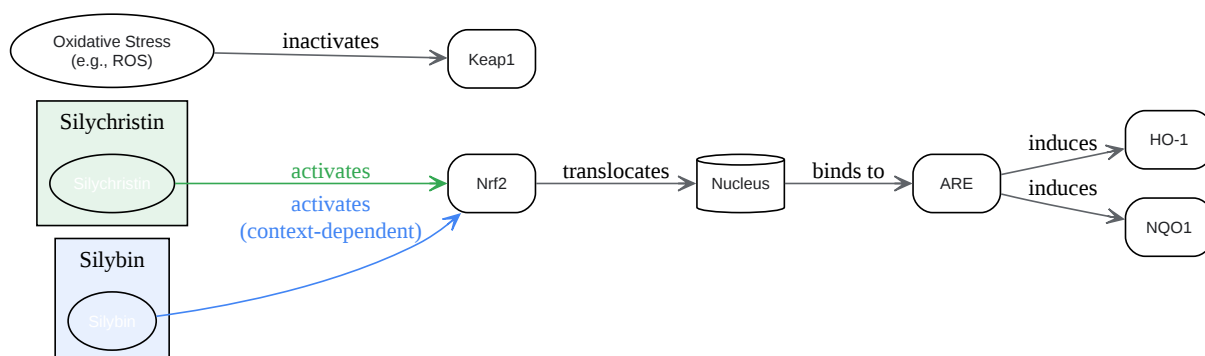 Oxidative Stress
(e.g., ROS)
inactivates
Keap1
Silychristin
Silychristin
activates
Nrf2
translocates
Nucleus
binds to
ARE
induces
HO-1
induces
NQO1
activates
(context-dependent)
Silybin
Silybin